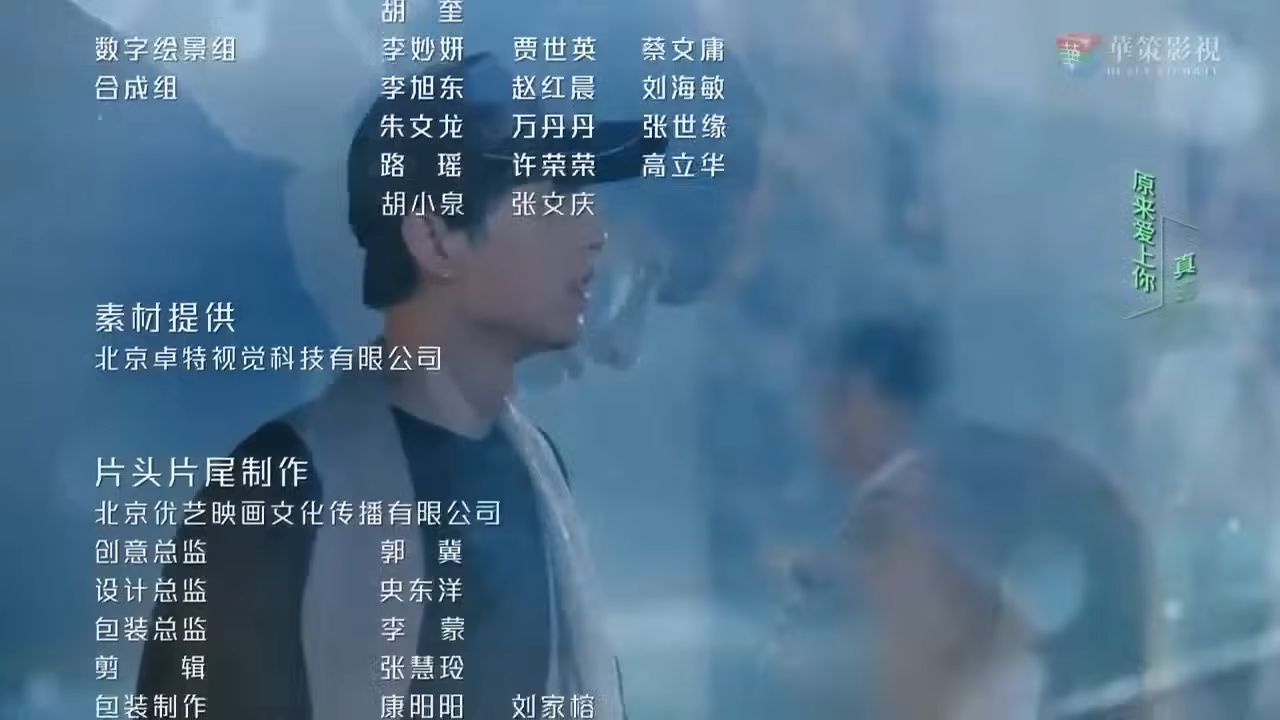 胡 奎
数字绘景组 李妙妍 贾世英 蔡文庸
合成组 李旭东 赵红晨 刘海敏
朱文龙 万丹丹 张世缘
路 瑶 许荣荣 高立华
胡小泉 张文庆
素材提供
北京卓特视觉科技有限公司
片头片尾制作
北京优艺映画文化传播有限公司
创意总监 郭 冀
设计总监 央东洋
包装总监 李 蒙
剪 辑 张慧玲
包装制作 康阳阳 刘家榕
華策影視
原来爱上你
真